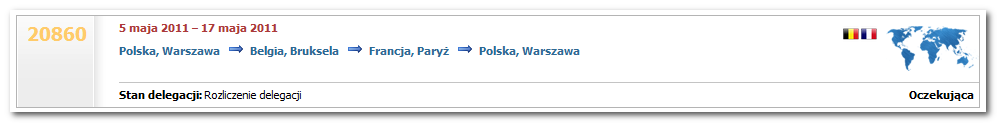 20860
5 maja 2011 – 17 maja 2011
Polska, Warszawa Belgia, Bruksela Francja, Paryż Polska, Warszawa
Stan delegacji: Rozliczenie delegacji Oczekująca